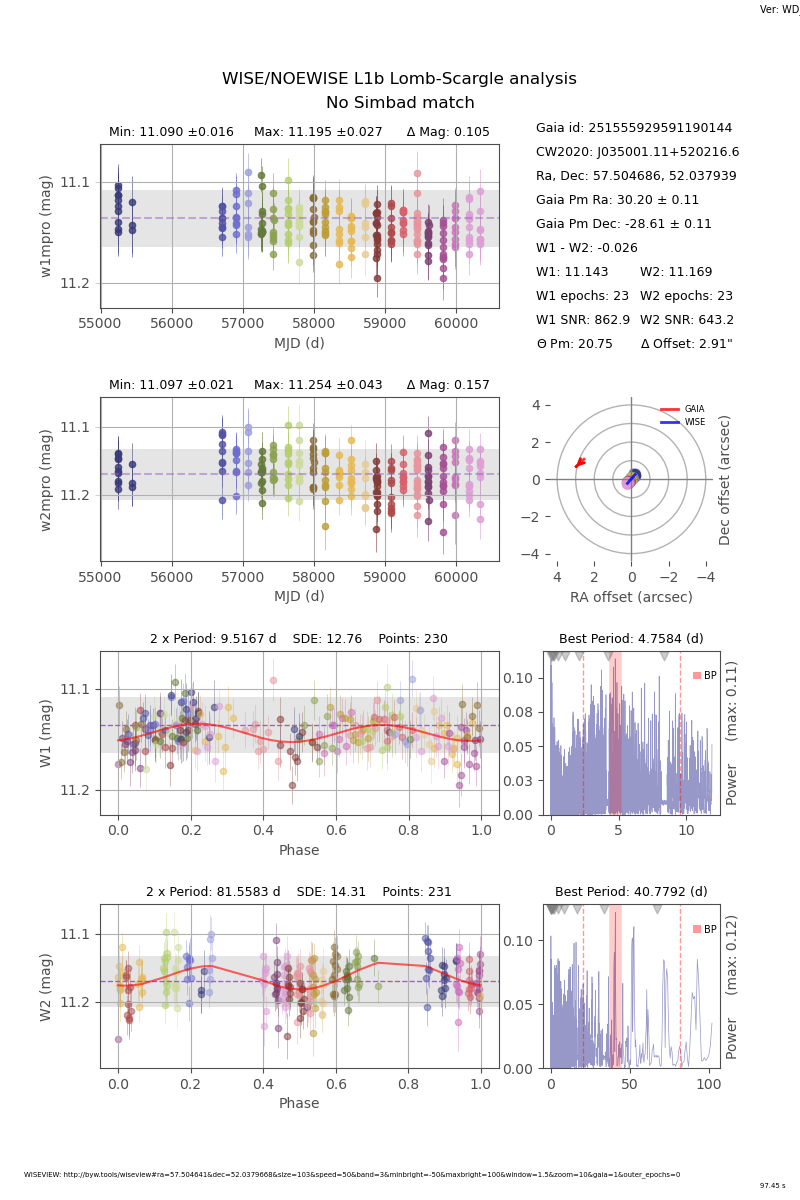 Ver: WD_
WISE/NOEWISE L1b Lomb-Scargle analysis
No Simbad match
Min: 11.090 ±0.016 Max: 11.195 ±0.027 Δ Mag: 0.105
w1mpro (mag)
11.1
11.2
55000 56000 57000 58000 59000 60000
MJD (d)
Gaia id: 251555929591190144
CW2020: J035001.11+520216.6
Ra, Dec: 57.504686, 52.037939
Gaia Pm Ra: 30.20 ± 0.11
Gaia Pm Dec: -28.61 ± 0.11
W1 - W2: -0.026
W1: 11.143 W2: 11.169
W1 epochs: 23 W2 epochs: 23
W1 SNR: 862.9 W2 SNR: 643.2
Θ Pm: 20.75 Δ Offset: 2.91"
Min: 11.097 ±0.021 Max: 11.254 ±0.043 Δ Mag: 0.157
w2mpro (mag)
11.1
11.2
55000 56000 57000 58000 59000 60000
MJD (d)
GAIA
WISE
4
2
0
−2
−4
4 2 0 −2 −4
RA offset (arcsec)
Dec offset (arcsec)
2 x Period: 9.5167 d SDE: 12.76 Points: 230
W1 (mag)
11.1
11.2
0.0 0.2 0.4 0.6 0.8 1.0
Phase
Best Period: 4.7584 (d)
BP
0.10
0.08
0.05
0.03
0.00
0 5 10
Power (max: 0.11)
2 x Period: 81.5583 d SDE: 14.31 Points: 231
W2 (mag)
11.1
11.2
0.0 0.2 0.4 0.6 0.8 1.0
Phase
Best Period: 40.7792 (d)
BP
0.10
0.05
0.00
0 50 100
Power (max: 0.12)
WISEVIEW: http://byw.tools/wiseview#ra=57.504641&dec=52.0379668&size=103&speed=50&band=3&minbright=-50&maxbright=100&window=1.5&zoom=10&gaia=1&outer_epochs=0
97.45 s